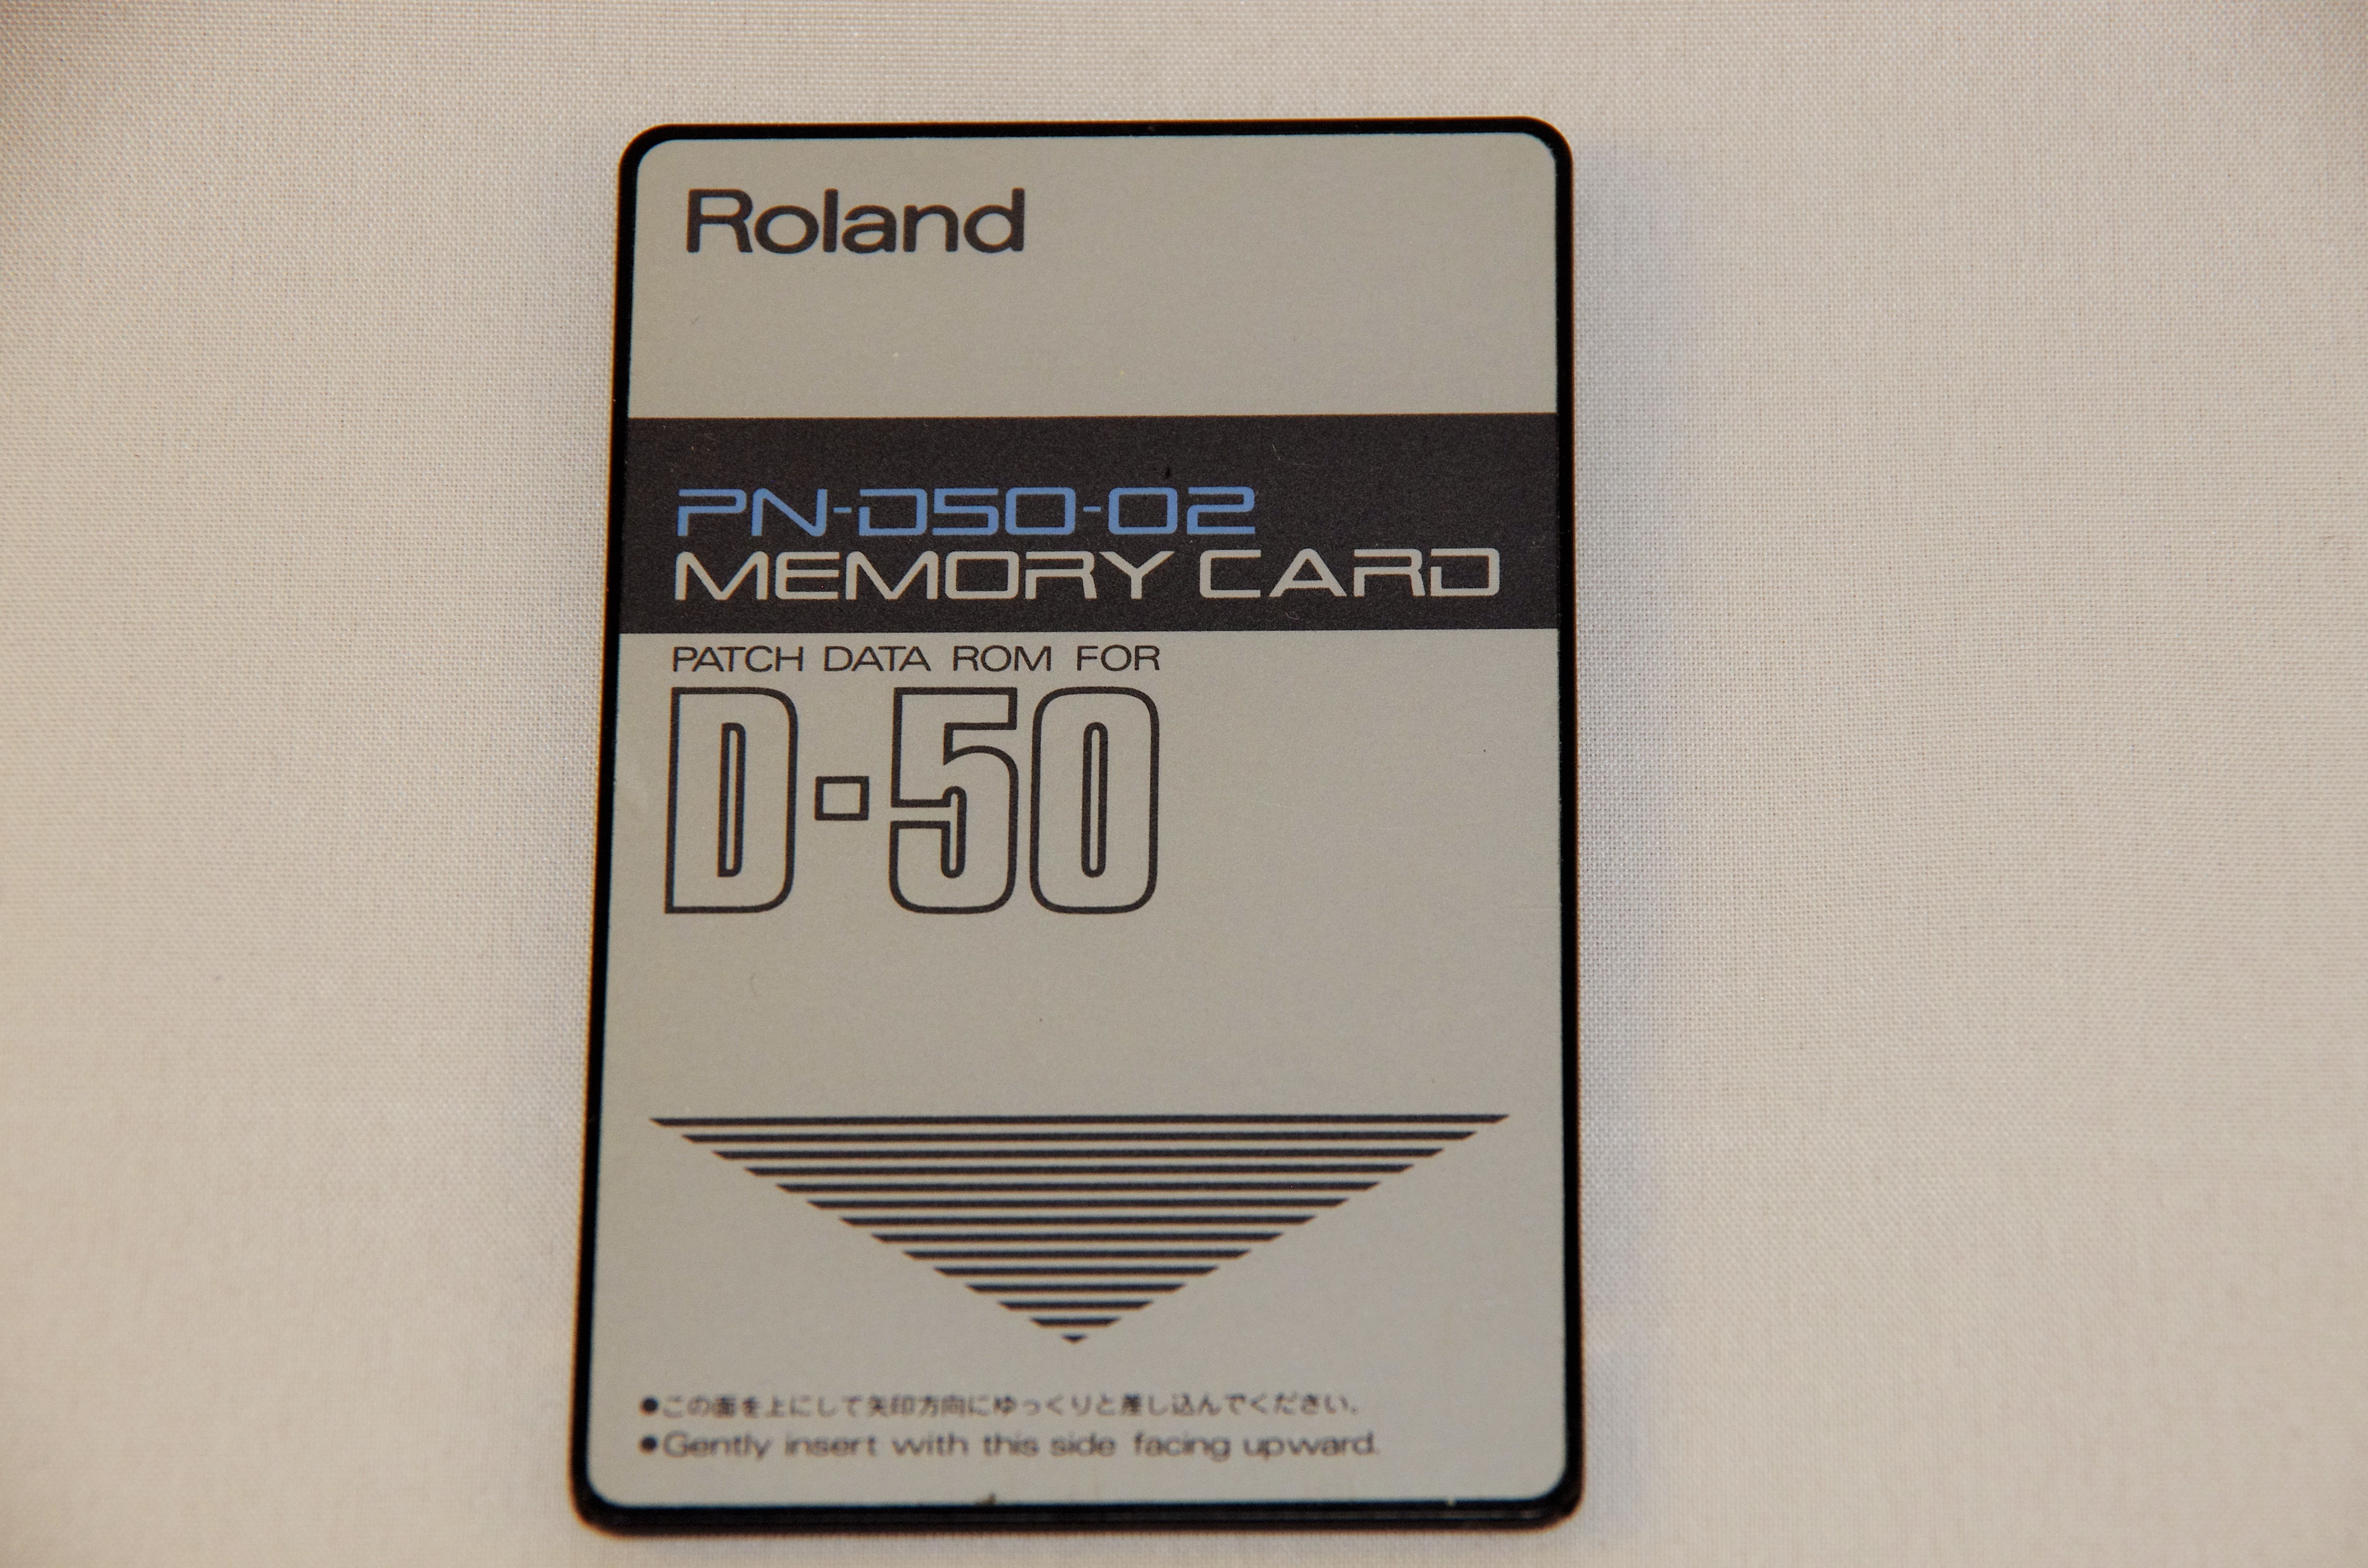 Roland
PN-D50-02
MEMORY CARD
PATCH DATA ROM FOR
D-50
●この面を上にして矢印方向にゆっくりと差し込んでください。
●Gently insert with this side facing upward.